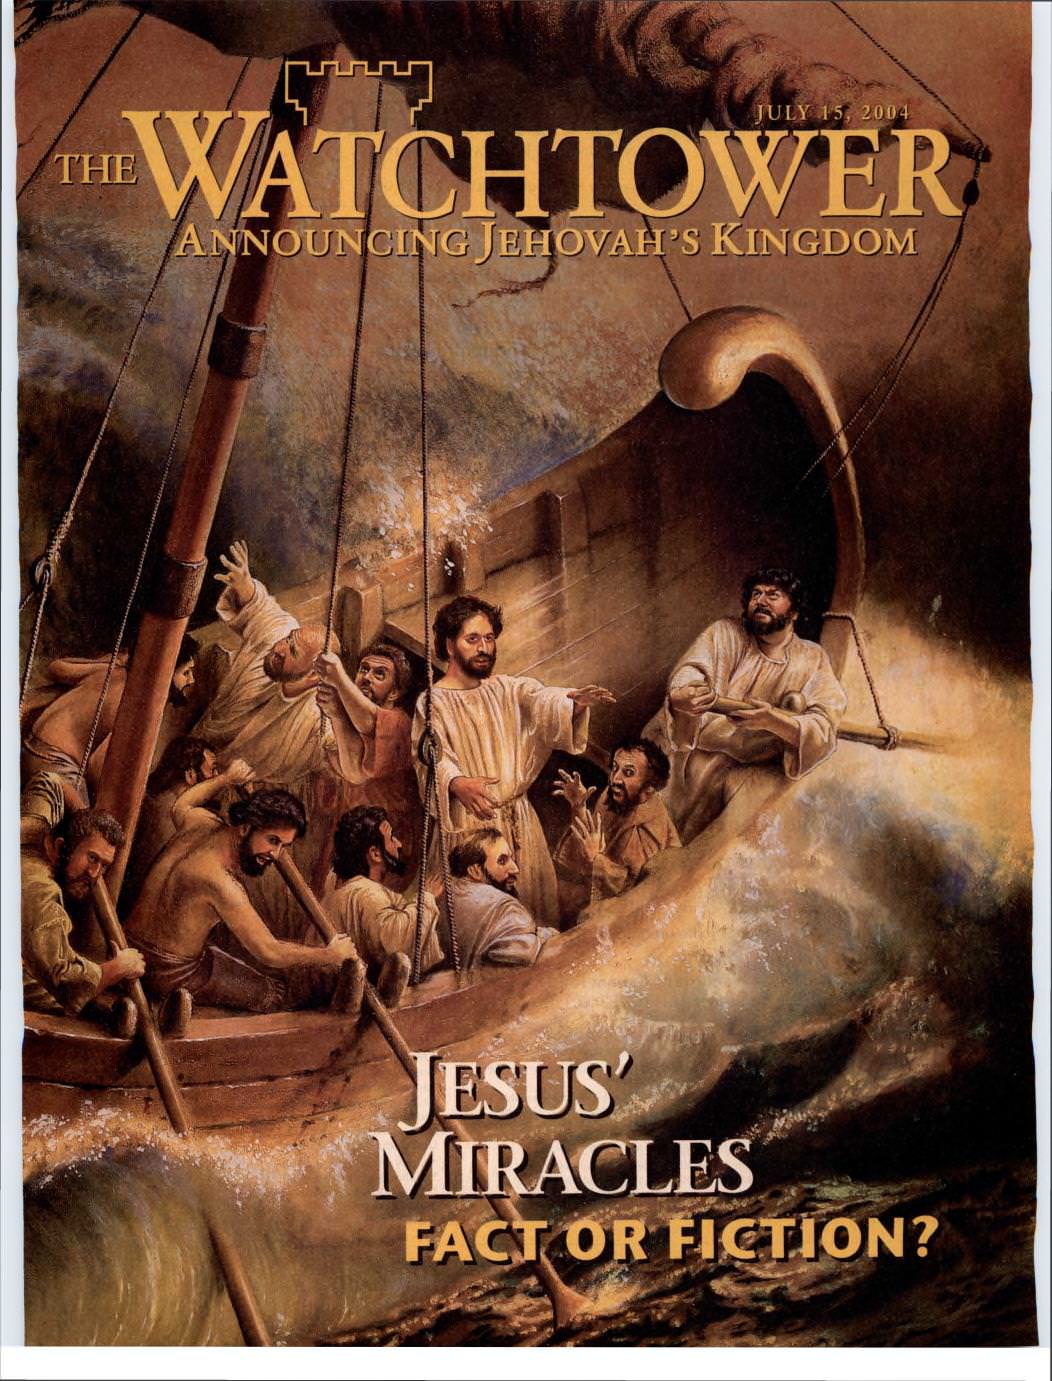 JULY 15, 2004
THE WATCHTOWER
ANNOUNCING JEHOVAH'S KINGDOM
JESUS'
MIRACLES
FACT OR FICTION?